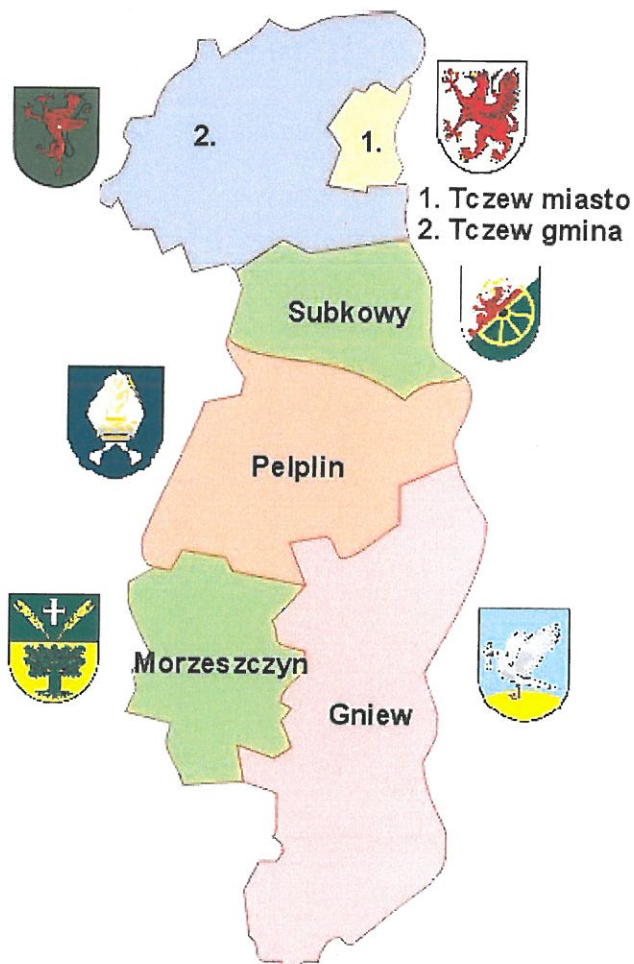 2.
1.
1. Tczew miasto
2. Tczew gmina
Subkowy
Pelplin
Morzeszczyn
Gniew